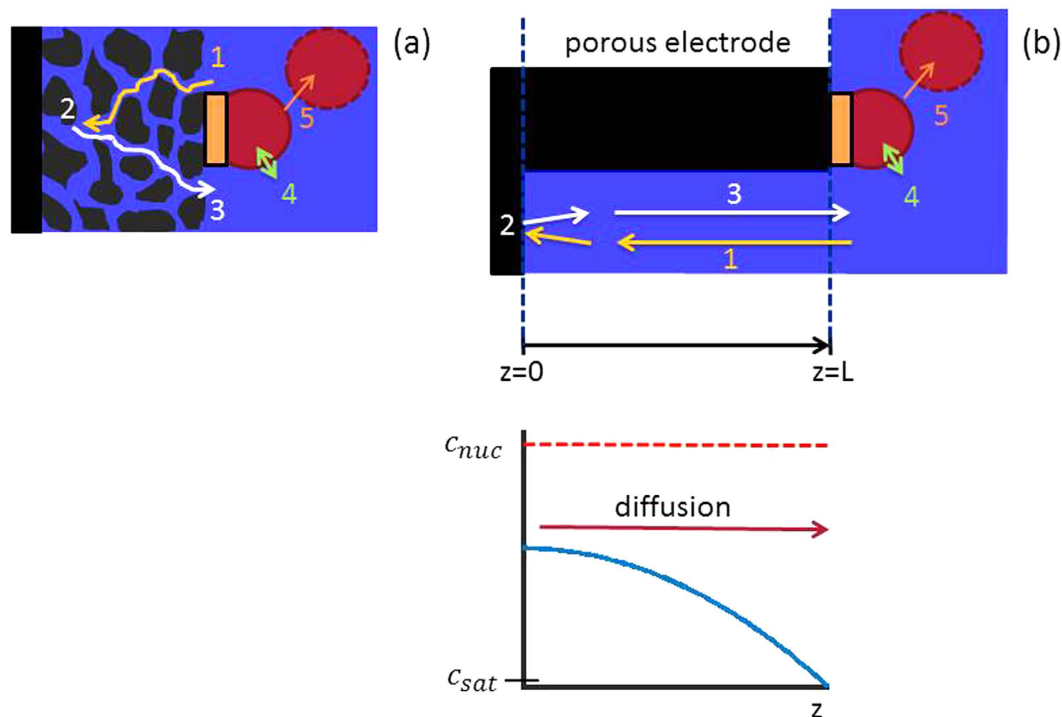 (a)
1
2
3
4
5
porous electrode
(b)
5
4
3
2
1
z=0
z=L
c_nuc
diffusion
c_sat
z